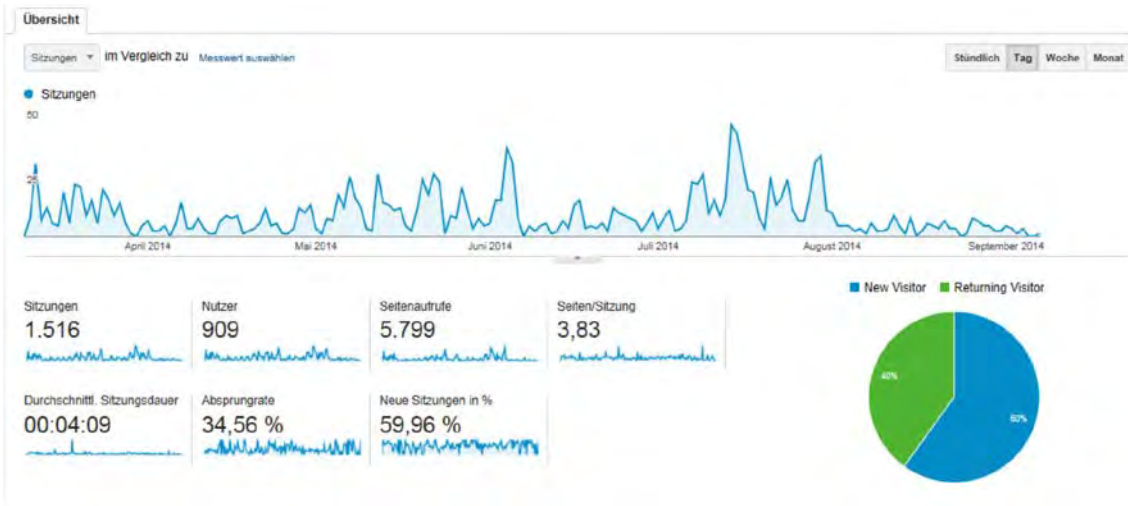 Übersicht
Sitzungen im Vergleich zu Messwert auswählen
Stündlich Tag Woche Monat
Sitzungen
50
25
April 2014 Mai 2014 Juni 2014 Juli 2014 August 2014 September 2014
New Visitor Returning Visitor
Sitzungen Nutzer Seitenaufrufe Seiten/Sitzung
1.516 909 5.799 3,83
Durchschnittl. Sitzungsdauer Absprungrate Neue Sitzungen in %
00:04:09 34,56 % 59,96 %
40%
60%